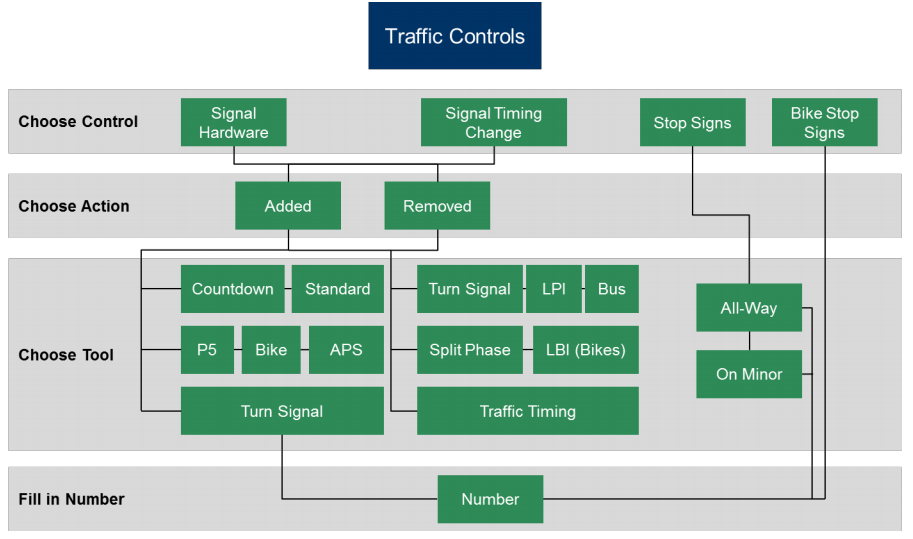 Traffic Controls
Choose Control
Signal
Hardware
Signal Timing
Change
Stop Signs
Bike Stop
Signs
Choose Action
Added
Removed
Choose Tool
Countdown
Standard
Turn Signal
LPI
Bus
All-Way
P5
Bike
APS
Split Phase
LBI (Bikes)
On Minor
Turn Signal
Traffic Timing
Fill in Number
Number